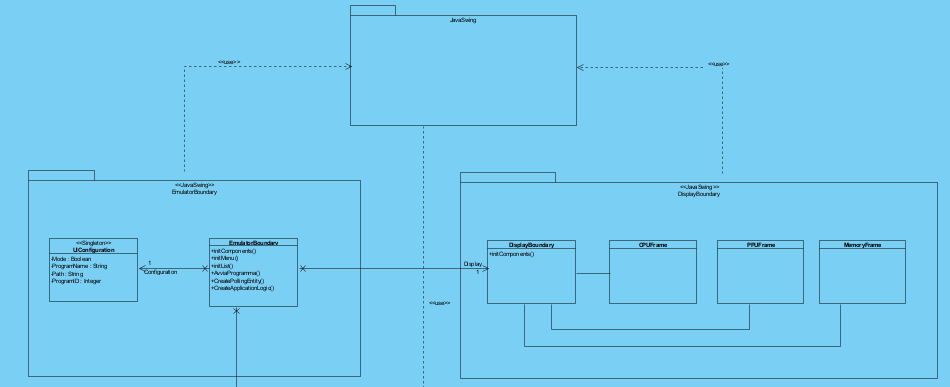 JavaSwing
<<use>>
<<use>>
<<JavaSwing>>
EmulatorBoundary
<<Singleton>>
UIConfiguration
-Mode : Boolean
-ProgramName : String
-Path : String
-ProgramID : Integer
1
Configuration
EmulatorBoundary
+initComponents()
+initMenu()
+initList()
+AvviaProgramma()
+CreatePollingEntity()
+CreateApplicationLogic()
<<use>>
<<JavaSwing>>
DisplayBoundary
Display
1
DisplayBoundary
+initComponents()
CPUFrame
PFUFrame
MemoryFrame